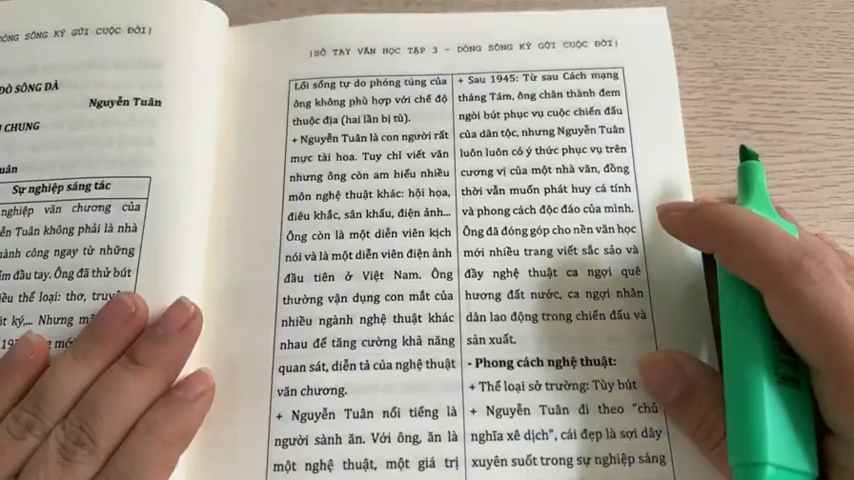 DÒNG SÔNG KÝ GỬI CUỘC ĐỜI|
ĐÒ SÔNG ĐÀ
Nguyễn Tuân
CHUNG
Sự nghiệp sáng tác
nghiệp văn chương của
ễn Tuân không phải là nhà
hành công ngay từ những
ểm đầu tay. Ông đã thử bút
iều thể loại: thơ,
bút ký,... Nhưng
|SỔ TAY VĂN HỌC TẬP 3 – DÒNG SÔNG KÝ GỬI CUỘC ĐỜI|
Lối sống tự do phóng túng của
ông không phù hợp với chế độ
thuộc địa (hai lần bị tù).
+ Nguyễn Tuân là con người rất
mực tài hoa. Tuy chỉ viết văn
nhưng ông còn am hiểu nhiều
môn nghệ thuật khác: hội họa,
điêu khắc, sân khấu, điện ảnh...
Ông còn là một diễn viên kịch
nói và là một diễn viên điện ảnh
đầu tiên ở Việt Nam. Ông
thường vận dụng con mắt của
nhiều ngành nghệ thuật khác
nhau để tăng cường khả năng
quan sát, diễn tả của nghệ thuật
văn chương.
+ Nguyễn Tuân nổi tiếng là
người sành ăn. Với ông, ăn là
một nghệ thuật, một giá trị
+ Sau 1945: Từ sau Cách mạng
tháng Tám, ông chân thành đem
ngòi bút phục vụ cuộc chiến đấu
của dân tộc, nhưng Nguyễn Tuân
luôn luôn có ý thức phục vụ trên
cương vị của một nhà văn, đồng
thời vẫn muốn phát huy cá tính
và phong cách độc đáo của mình.
Ông đã đóng góp cho nền văn học
mới nhiều trang viết sắc sảo và
đầy nghệ thuật ca ngợi quê
hương đất nước, ca ngợi nhân
dân lao động trong chiến đấu và
sản xuất.
- Phong cách nghệ thuật:
+ Thể loại sở trường: Tùy bút
+ Nguyễn Tuân đi theo "chủ
nghĩa xê dịch", cái đẹp là sợi dây
xuyên suốt trong sự nghiệp sáng